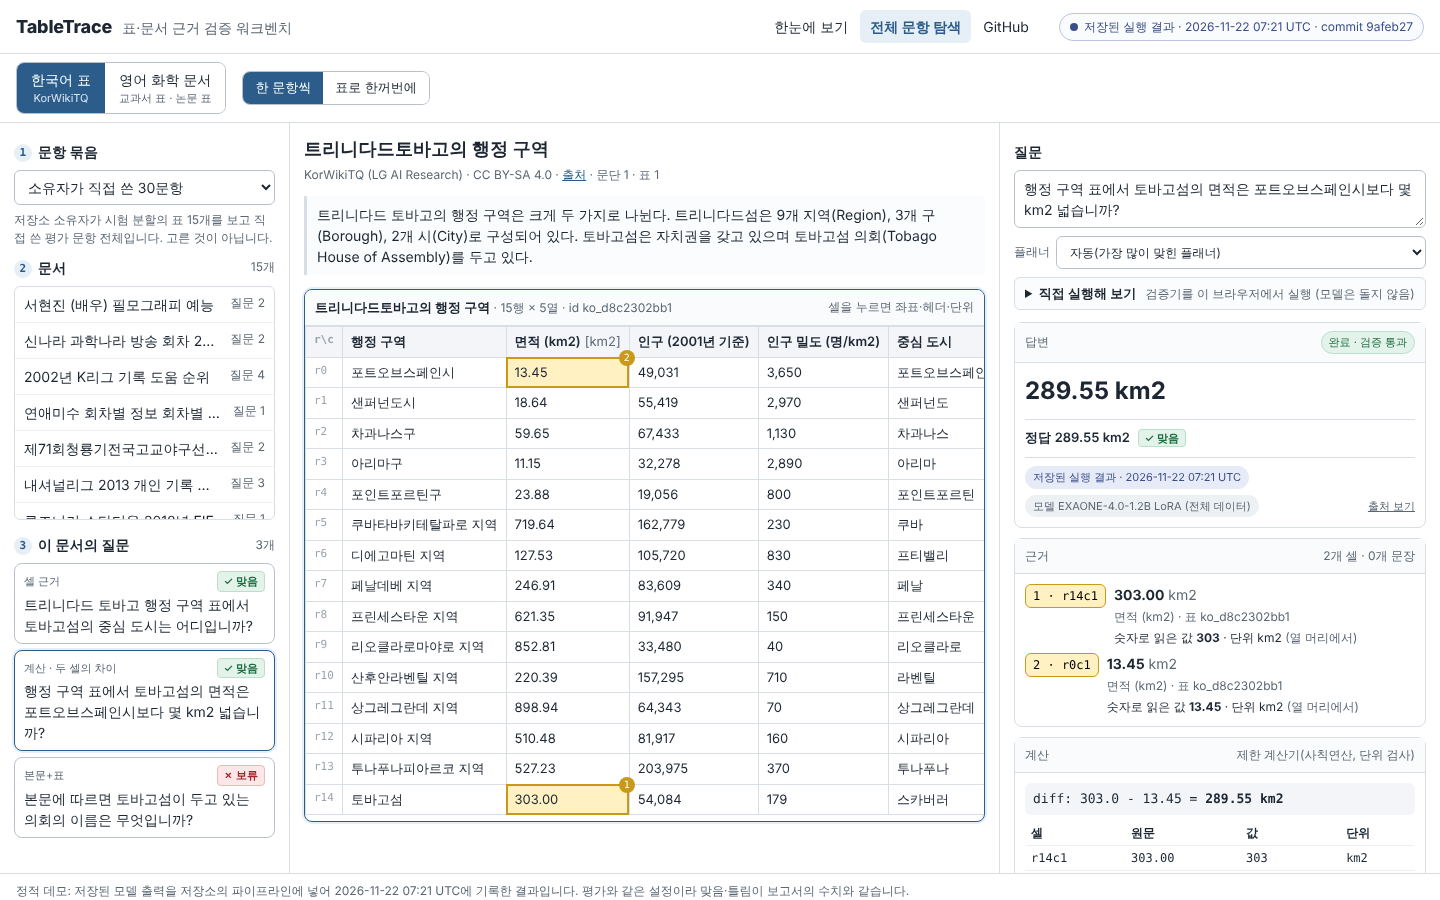 TableTrace 표·문서 근거 검증 워크벤치
한눈에 보기 전체 문항 탐색 GitHub
저장된 실행 결과 · 2026-11-22 07:21 UTC · commit 9afeb27
한국어 표
KorWikiTQ
영어 화학 문서
교과서 표 · 논문 표
한 문항씩 표로 한꺼번에
1 문항 묶음
소유자가 직접 쓴 30문항
저장소 소유자가 시험 분할의 표 15개를 보고 직
접 쓴 평가 문항 전체입니다. 고른 것이 아닙니다.
2 문서 15개
서현진 (배우) 필모그래피 예능 질문 2
신나라 과학나라 방송 회차 2... 질문 2
2002년 K리그 기록 도움 순위 질문 4
연애미수 회차별 정보 회차별 ... 질문 1
제71회청룡기전국고교야구선... 질문 2
내셔널리그 2013 개인 기록 ... 질문 3
3 이 문서의 질문 3개
셀 근거 ✓ 맞음
트리니다드 토바고 행정 구역 표에서
토바고섬의 중심 도시는 어디입니까?
계산 · 두 셀의 차이 ✓ 맞음
행정 구역 표에서 토바고섬의 면적은
포트오브스페인시보다 몇 km2 넓습니
까?
본문+표 × 보류
본문에 따르면 토바고섬이 두고 있는
의회의 이름은 무엇입니까?
트리니다드토바고의 행정 구역
KorWikiTQ (LG AI Research) · CC BY-SA 4.0 · 출처 · 문단 1 · 표 1
트리니다드 토바고의 행정 구역은 크게 두 가지로 나뉜다. 트리니다드섬은 9개 지역(Region), 3개 구
(Borough), 2개 시(City)로 구성되어 있다. 토바고섬은 자치권을 갖고 있으며 토바고섬 의회(Tobago
House of Assembly)를 두고 있다.
트리니다드토바고의 행정 구역 · 15행 × 5열 · id ko_d8c2302bb1 셀을 누르면 좌표·헤더·단위
r\c 행정 구역 면적 (km2) [km2] 인구 (2001년 기준) 인구 밀도 (명/km2) 중심 도시
r0 포트오브스페인시 13.45 2 49,031 3,650 포트오브스페인
r1 샌퍼넌도시 18.64 55,419 2,970 샌퍼넌도
r2 차과나스구 59.65 67,433 1,130 차과나스
r3 아리마구 11.15 32,278 2,890 아리마
r4 포인트포르틴구 23.88 19,056 800 포인트포르틴
r5 쿠바타바키테탈파로 지역 719.64 162,779 230 쿠바
r6 디에고마틴 지역 127.53 105,720 830 프티밸리
r7 페날데베 지역 246.91 83,609 340 페날
r8 프린세스타운 지역 621.35 91,947 150 프린세스타운
r9 리오클라로마야로 지역 852.81 33,480 40 리오클라로
r10 산후안라벤틸 지역 220.39 157,295 710 라벤틸
r11 상그레그란데 지역 898.94 64,343 70 상그레그란데
r12 시파리아 지역 510.48 81,917 160 시파리아
r13 투나푸나피아르코 지역 527.23 203,975 370 투나푸나
r14 토바고섬 303.00 1 54,084 179 스카버러
질문
행정 구역 표에서 토바고섬의 면적은 포트오브스페인시보다 몇
km2 넓습니까?
플래너 자동(가장 많이 맞힌 플래너)
▶ 직접 실행해 보기 검증기를 이 브라우저에서 실행 (모델은 돌지 않음)
답변 완료 · 검증 통과
289.55 km2
정답 289.55 km2 ✓ 맞음
저장된 실행 결과 · 2026-11-22 07:21 UTC
모델 EXAONE-4.0-1.2B LoRA (전체 데이터) 출처 보기
근거 2개 셀 · 0개 문장
1 · r14c1 303.00 km2
면적 (km2) · 표 ko_d8c2302bb1
숫자로 읽은 값 303 · 단위 km2 (열 머리에서)
2 · r0c1 13.45 km2
면적 (km2) · 표 ko_d8c2302bb1
숫자로 읽은 값 13.45 · 단위 km2 (열 머리에서)
계산 제한 계산기(사칙연산, 단위 검사)
diff: 303.0 - 13.45 = 289.55 km2
셀 원문 값 단위
r14c1 303.00 303 km2
정적 데모: 저장된 모델 출력을 저장소의 파이프라인에 넣어 2026-11-22 07:21 UTC에 기록한 결과입니다. 평가와 같은 설정이라 맞음·틀림이 보고서의 수치와 같습니다.